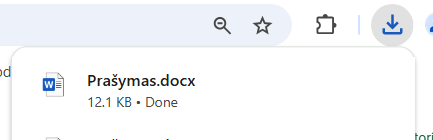 Prašymas.docx
12.1 KB • Done